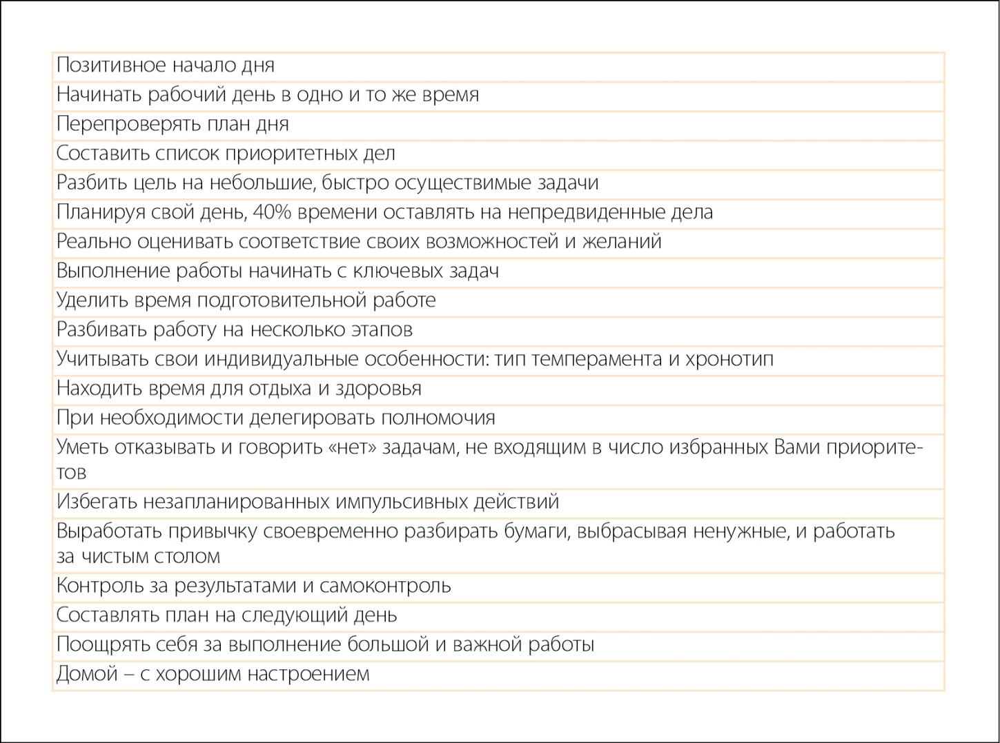 Позитивное начало дня
Начинать рабочий день в одно и то же время
Перепроверять план дня
Составить список приоритетных дел
Разбить цель на небольшие, быстро осуществимые задачи
Планируя свой день, 40% времени оставлять на непредвиденные дела
Реально оценивать соответствие своих возможностей и желаний
Выполнение работы начинать с ключевых задач
Уделить время подготовительной работе
Разбивать работу на несколько этапов
Учитывать свои индивидуальные особенности: тип темперамента и хронотип
Находить время для отдыха и здоровья
При необходимости делегировать полномочия
Уметь отказывать и говорить «нет» задачам, не входящим в число избранных Вами приорите-
тов
Избегать незапланированных импульсивных действий
Выработать привычку своевременно разбирать бумаги, выбрасывая ненужные, и работать
за чистым столом
Контроль за результатами и самоконтроль
Составлять план на следующий день
Поощрять себя за выполнение большой и важной работы
Домой – с хорошим настроением